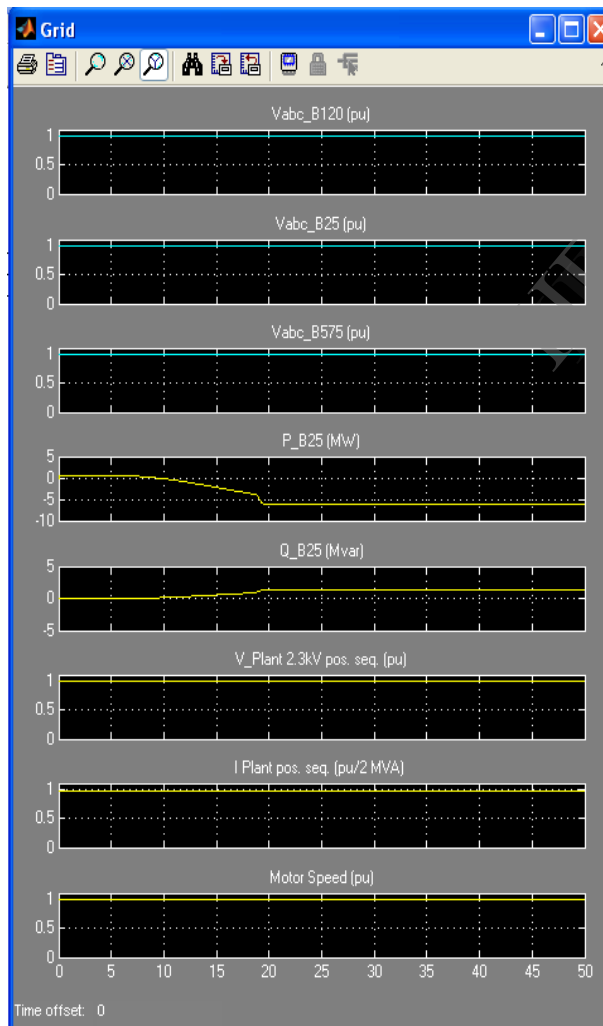 Grid
Vabc_B120 (pu)
1
0.5
0
Vabc_B25 (pu)
1
0.5
0
Vabc_B575 (pu)
1
0.5
0
P_B25 (MW)
5
0
-5
-10
Q_B25 (Mvar)
5
0
-5
V_Plant 2.3kV pos. seq. (pu)
1
0.5
0
I Plant pos. seq. (pu/2 MVA)
1
0.5
0
Motor Speed (pu)
1
0.5
0
0 5 10 15 20 25 30 35 40 45 50
Time offset: 0